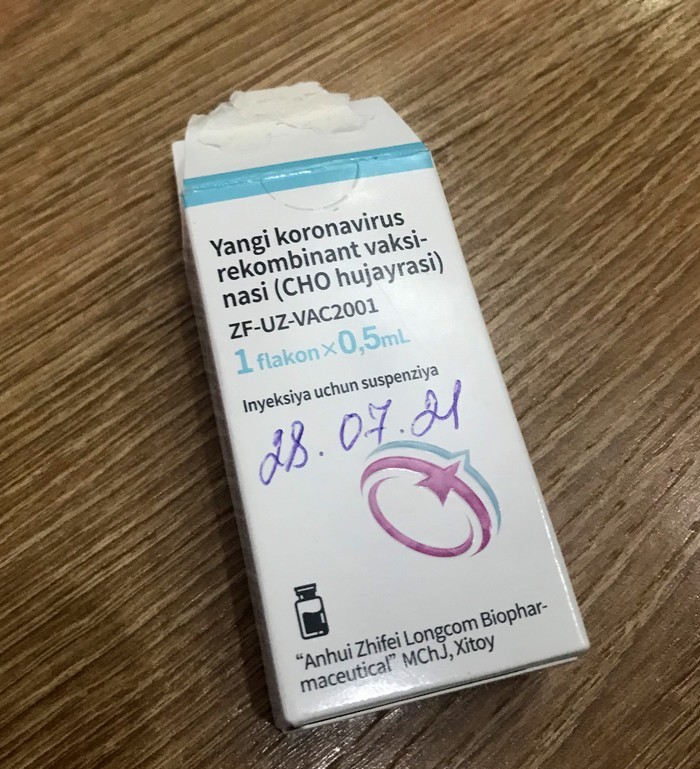 Yangi koronavirus
rekombinant vaksi-
nasi (CHO hujayrasi)
ZF-UZ-VAC2001
1 flakon×0,5mL
Inyeksiya uchun suspenziya
28.07.21
“Anhui Zhifei Longcom Biophar-
maceutical” MChJ, Xitoy